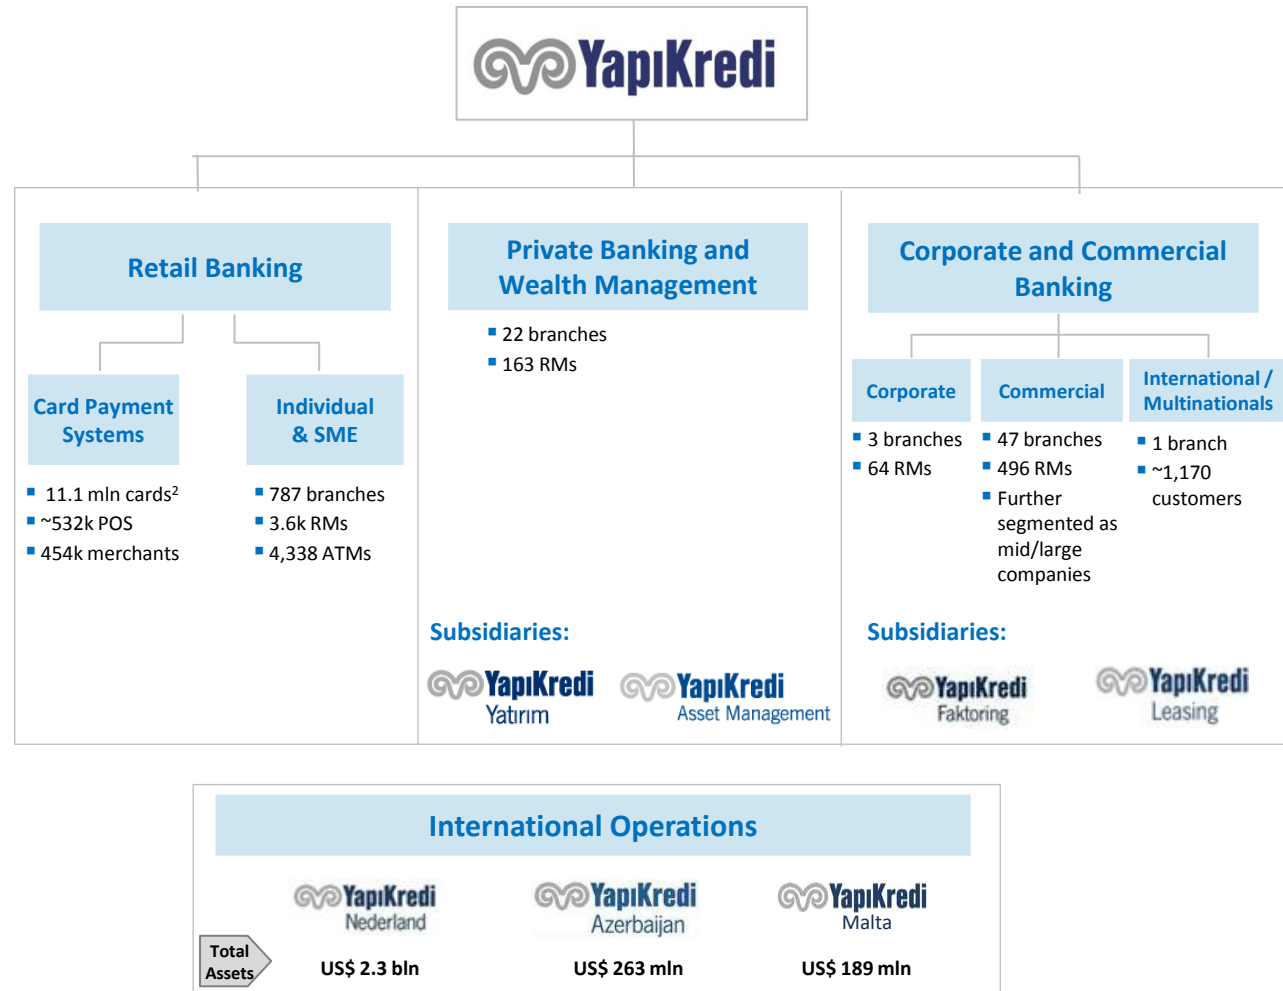 YapıKredi
Retail Banking
Card Payment
Systems
11.1 mln cards²
~532k POS
454k merchants
Individual
& SME
787 branches
3.6k RMs
4,338 ATMs
Private Banking and
Wealth Management
22 branches
163 RMs
Subsidiaries:
YapıKredi
Yatırım
YapıKredi
Asset Management
Corporate and Commercial
Banking
Corporate
3 branches
64 RMs
Commercial
47 branches
496 RMs
Further
segmented as
mid/large
companies
International /
Multinationals
1 branch
~1,170
customers
Subsidiaries:
YapıKredi
Faktoring
YapıKredi
Leasing
International Operations
YapıKredi
Nederland
YapıKredi
Azerbaijan
YapıKredi
Malta
Total
Assets
US$ 2.3 bln
US$ 263 mln
US$ 189 mln